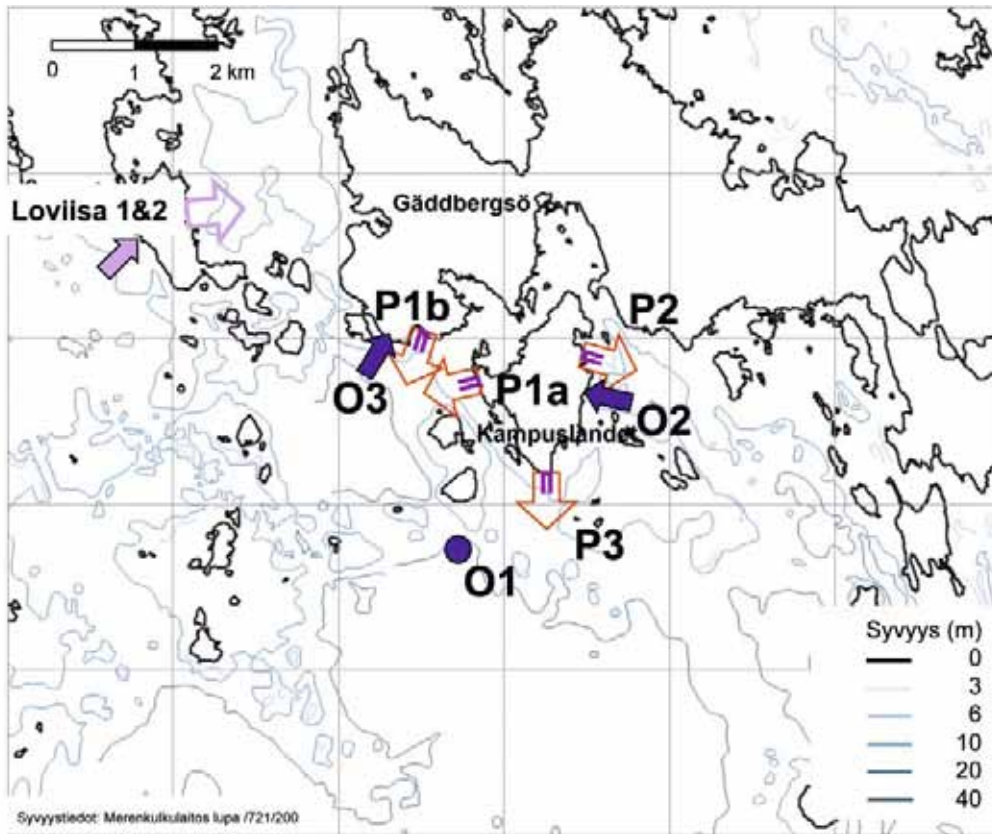 0 1 2 km
Gäddbergsö
Loviisa 1&2
P1b
P2
O3
P1a
O2
Kampuslandet
P3
O1
Syvyys (m)
0
3
6
10
20
40
Syvyystiedot: Merenkulkulaitos lupa /721/200